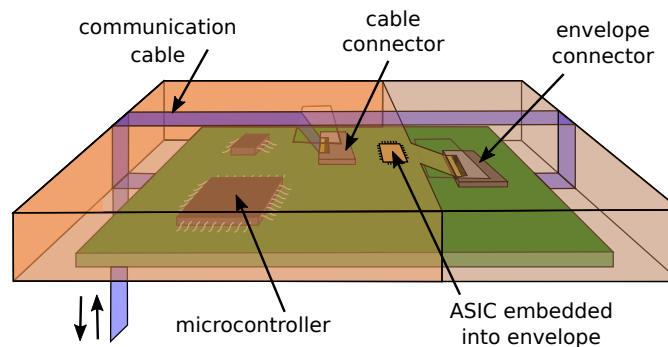 communication
cable
cable
connector
envelope
connector
microcontroller
ASIC embedded
into envelope